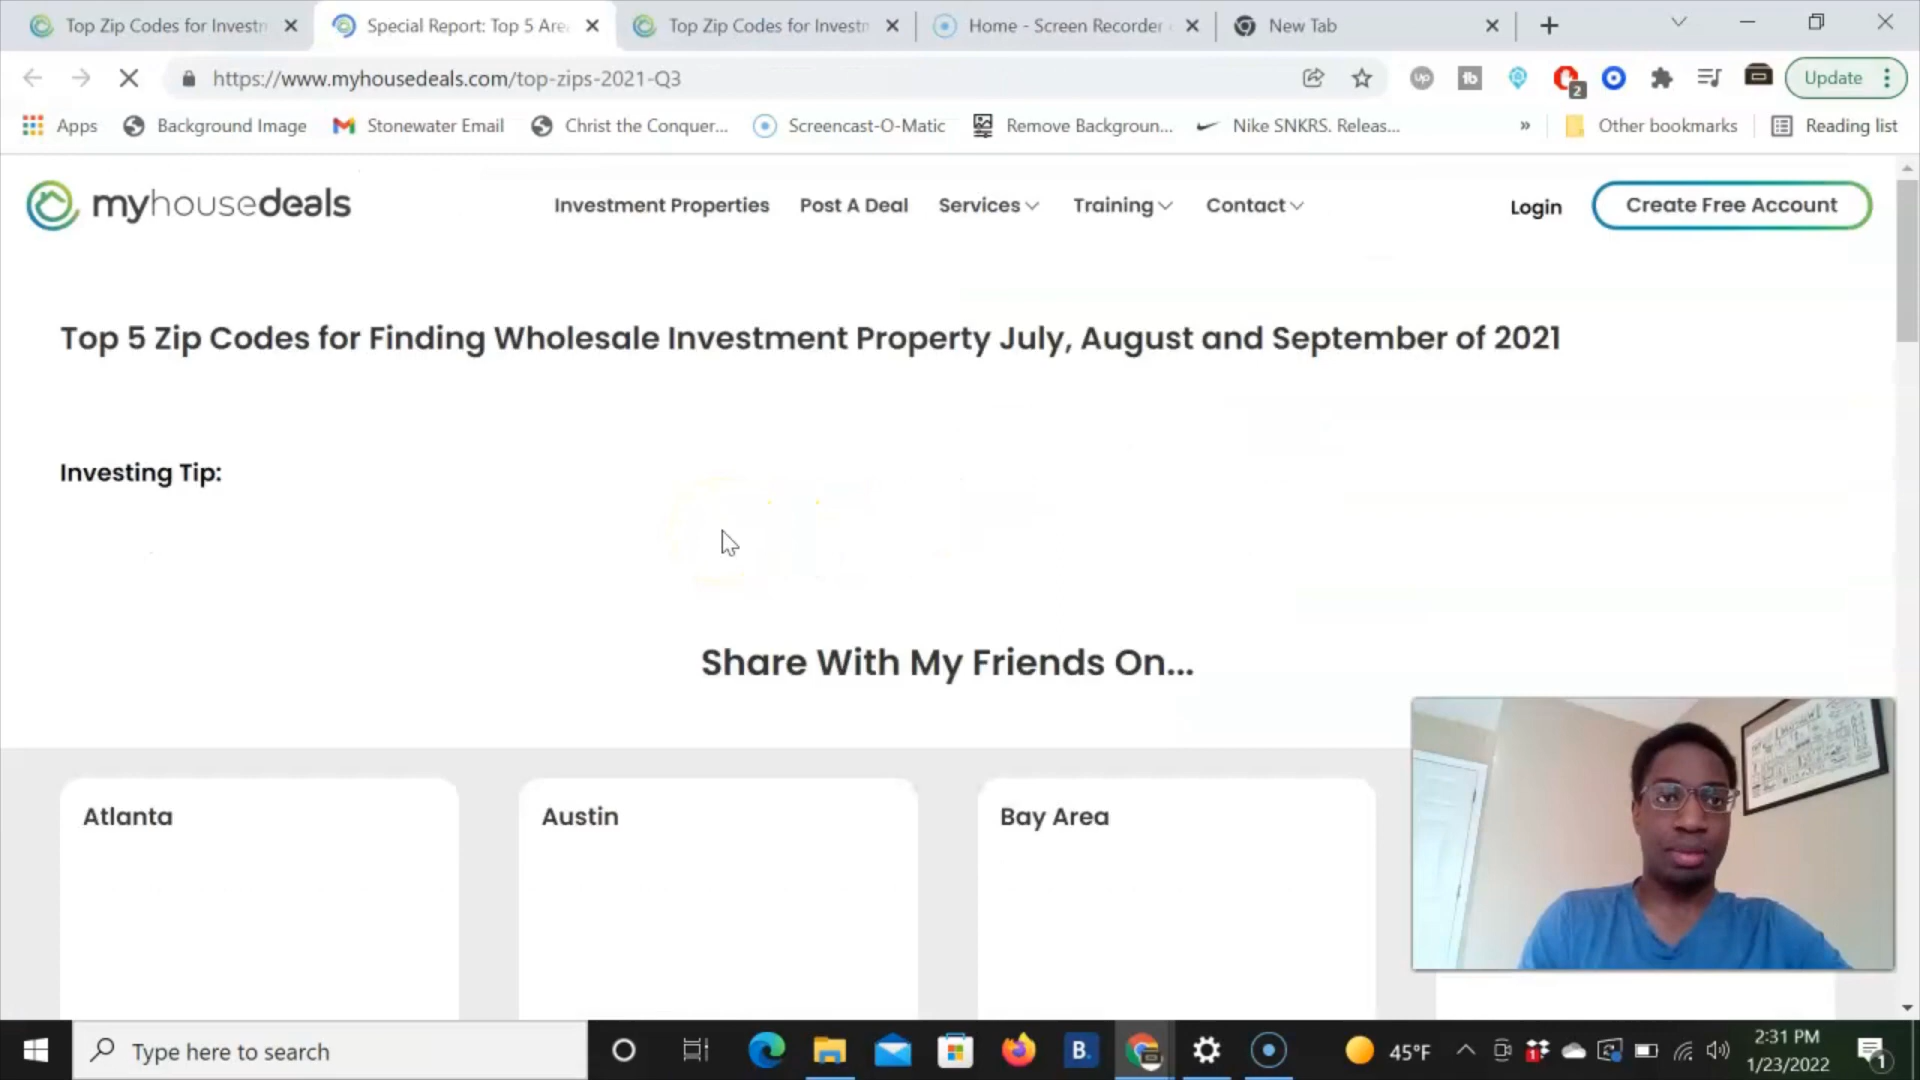 Top Zip Codes for Investn
Special Report: Top 5 Are
Top Zip Codes for Investn
Home - Screen Recorder
New Tab
https://www.myhousedeals.com/top-zips-2021-Q3
Up
tb
2
Update
Apps
Background Image
Stonewater Email
Christ the Conquer...
Screencast-O-Matic
Remove Backgroun...
Nike SNKRS. Releas...
»
Other bookmarks
Reading list
myhousedeals
Investment Properties
Post A Deal
Services
Training
Contact
Login
Create Free Account
Top 5 Zip Codes for Finding Wholesale Investment Property July, August and September of 2021
Investing Tip:
Share With My Friends On...
Atlanta
Austin
Bay Area
Type here to search
B.
45°F
1
2:31 PM
1/23/2022
1